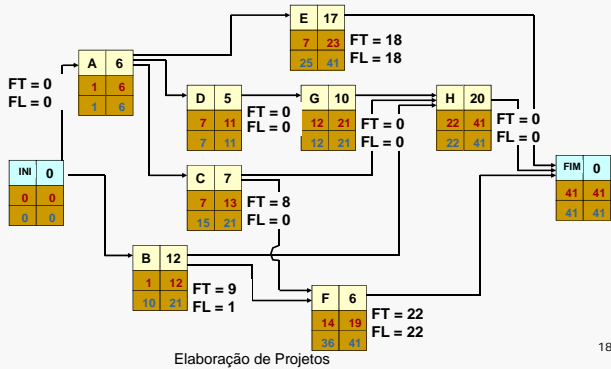 E 17
7 23
25 41
FT = 18
FL = 18
A 6
1 6
1 6
FT = 0
FL = 0
D 5
7 11
7 11
FT = 0
FL = 0
G 10
12 21
12 21
FT = 0
FL = 0
H 20
22 41
22 41
FT = 0
FL = 0
INI 0
0 0
0 0
C 7
7 13
15 21
FT = 8
FL = 0
FIM 0
41 41
41 41
B 12
1 12
10 21
FT = 9
FL = 1
F 6
14 19
36 41
FT = 22
FL = 22
Elaboração de Projetos
18